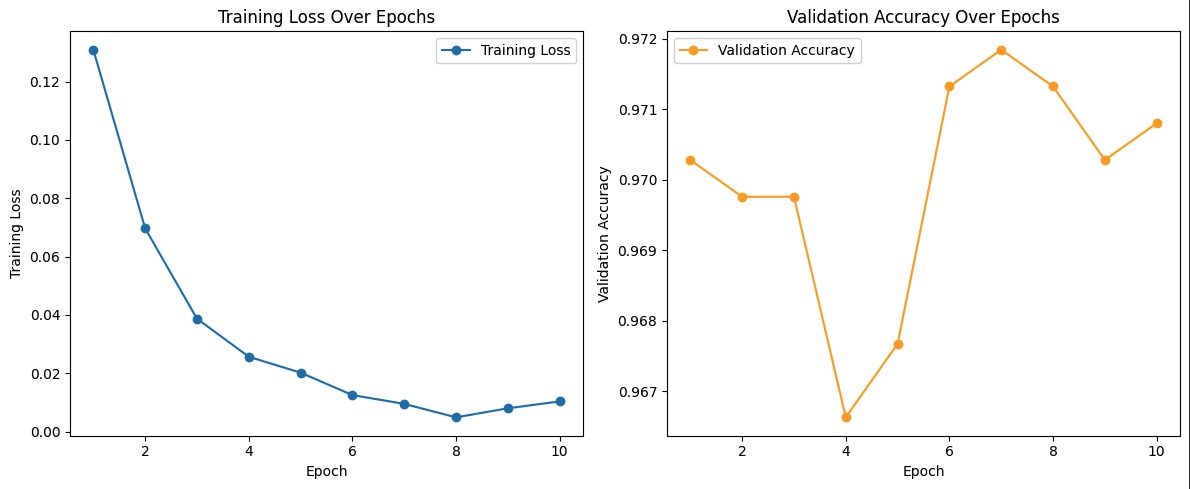 Training Loss Over Epochs
Training Loss
0.12
0.10
0.08
0.06
0.04
0.02
0.00
Training Loss
2
4
6
8
10
Epoch
Validation Accuracy Over Epochs
Validation Accuracy
0.972
0.971
0.970
0.969
0.968
0.967
Validation Accuracy
2
4
6
8
10
Epoch